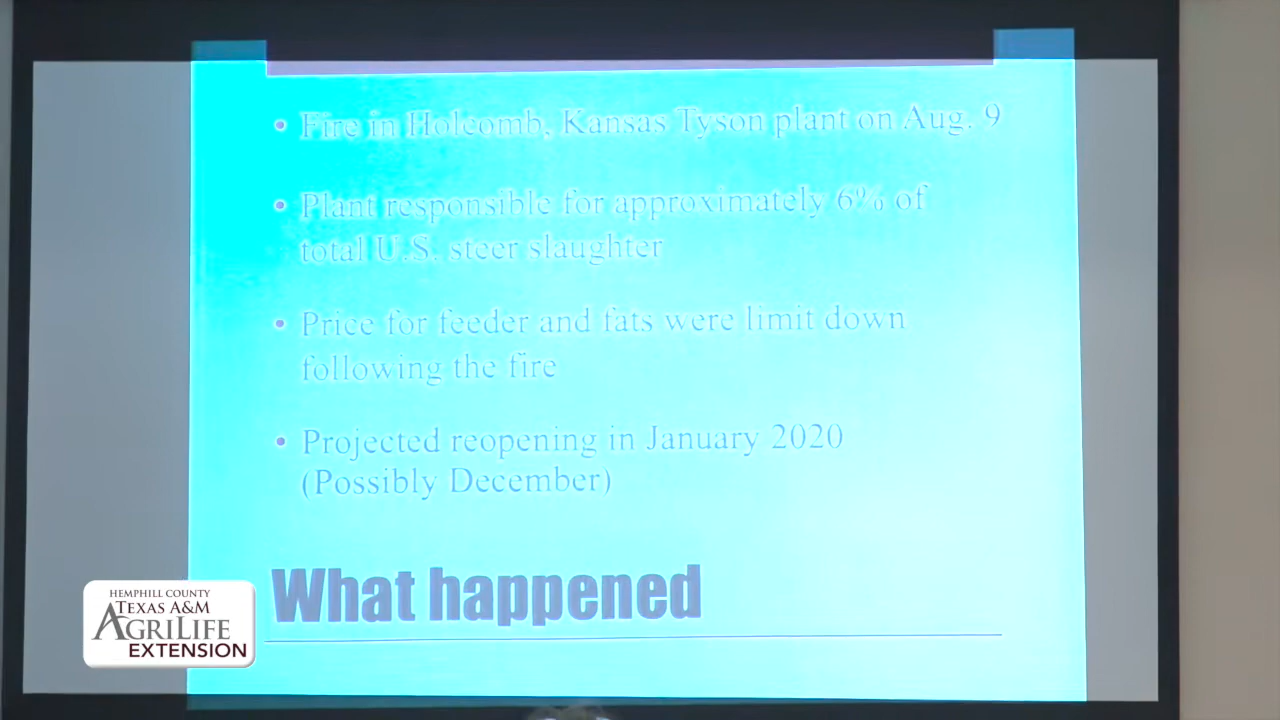 • Fire in Holcomb, Kansas Tyson plant on Aug. 9
• Plant responsible for approximately 6% of
total U.S. steer slaughter
• Price for feeder and fats were limit down
following the fire
• Projected reopening in January 2020
(Possibly December)
What happened
HEMPHILL COUNTY
TEXAS A&M
AGRILIFE
EXTENSION